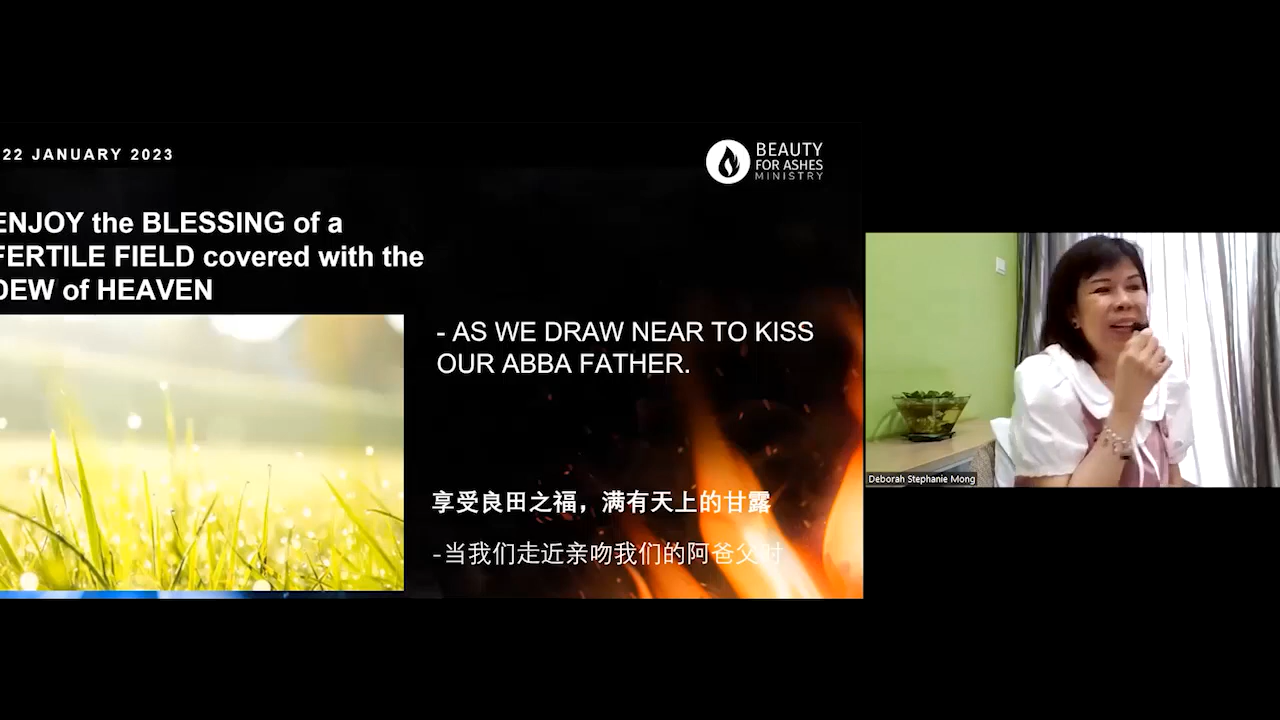 22 JANUARY 2023
BEAUTY
FOR ASHES
MINISTRY
ENJOY the BLESSING of a
FERTILE FIELD covered with the
DEW of HEAVEN
- AS WE DRAW NEAR TO KISS
OUR ABBA FATHER.
享受良田之福，满有天上的甘露
-当我们走近亲吻我们的阿爸父时
Deborah Stephanie Mong